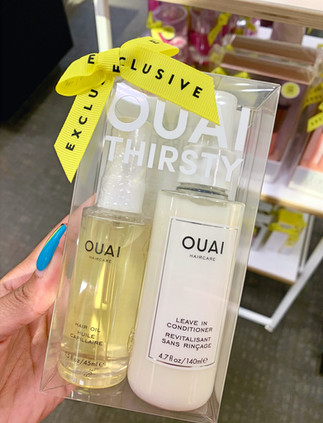 EXCLUSIVE
EXCLUSIVE
OUAI
THIRSTY
OUAI
HAIRCARE
HAIR OIL
HUILE
CAPILLAIRE
OUAI
HAIRCARE
LEAVE IN
CONDITIONER
REVITALISANT
SANS RINÇAGE
4.7 fl oz/140ml e